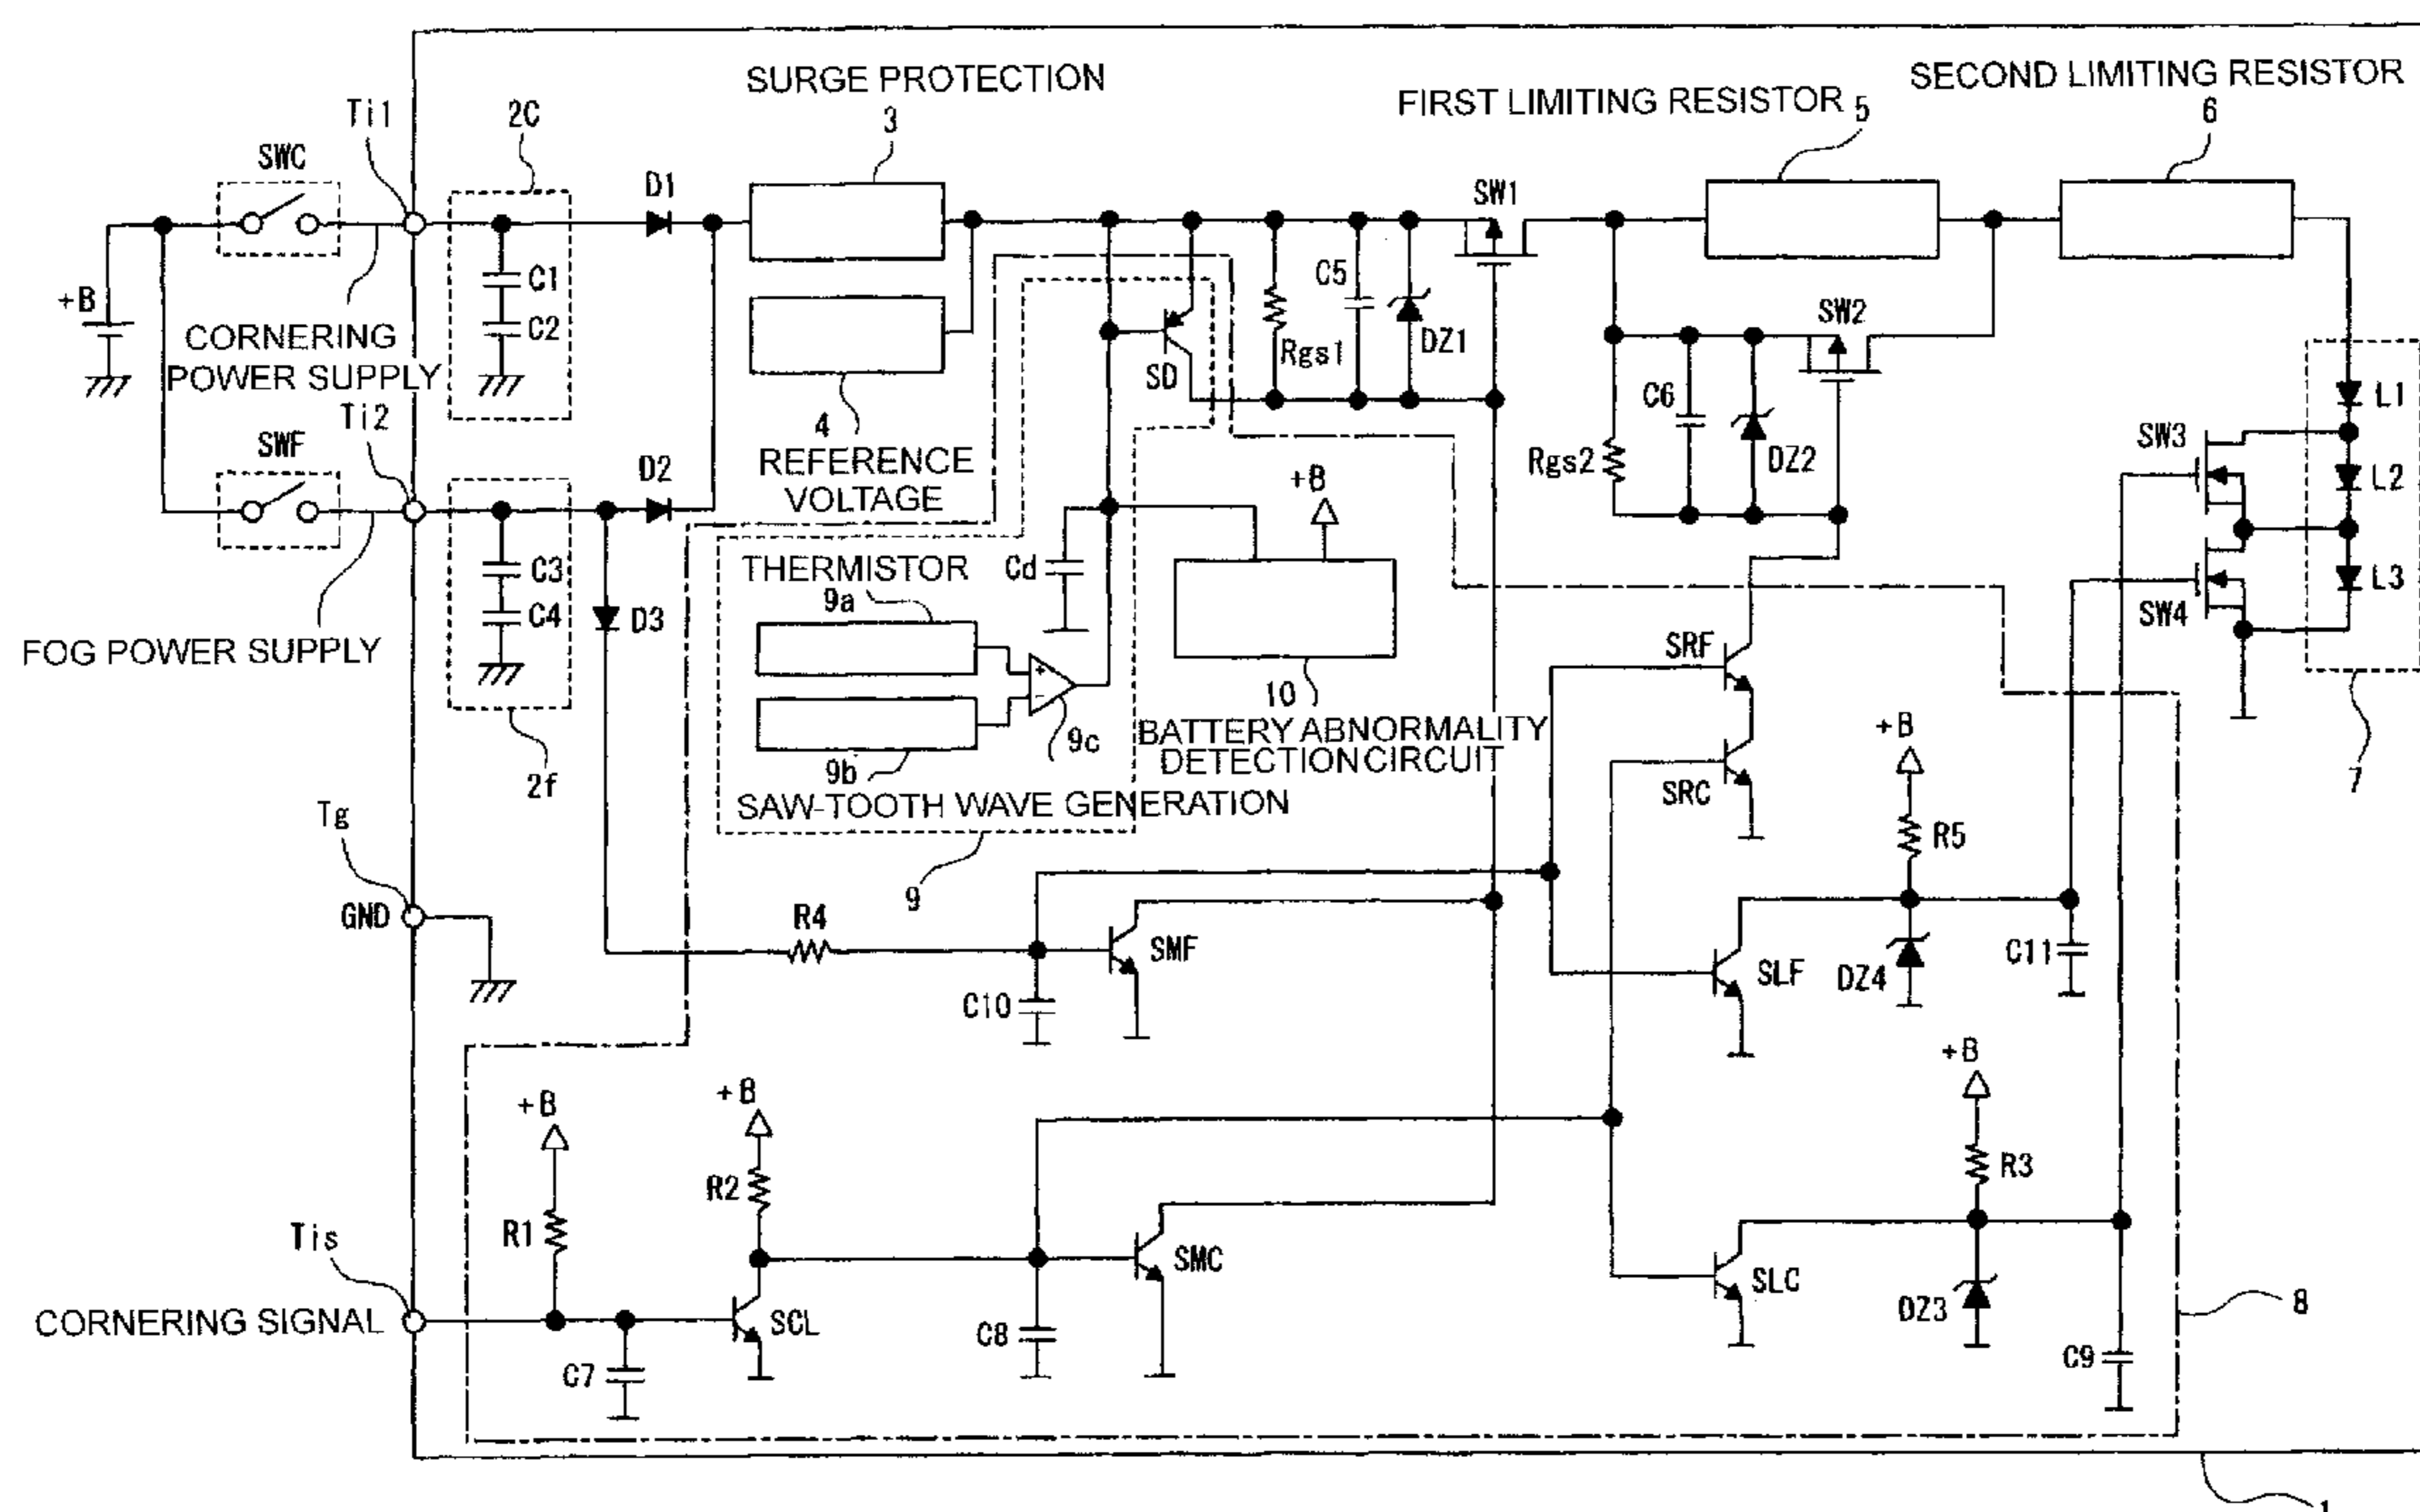 SURGE PROTECTION
3
FIRST LIMITING RESISTOR 5
SECOND LIMITING RESISTOR
6
Ti1
2C
SWC
D1
SW1
+B
C1
C2
CORNERING
POWER SUPPLY
4
REFERENCE
VOLTAGE
SD
Rgs1
C5
DZ1
SW2
C6
Rgs2
DZ2
L1
SW3
L2
SW4
L3
7
Ti2
SWF
D2
FOG POWER SUPPLY
C3
C4
2f
D3
THERMISTOR
9a
9b
+
-
9c
SAW-TOOTH WAVE GENERATION
9
Cd
+B
10
BATTERY ABNORMALITY
DETECTION CIRCUIT
SRF
SRC
+B
R5
Tg
GND
R4
SMF
C10
SLF
DZ4
C11
+B
R1
+B
R2
+B
R3
Tis
CORNERING SIGNAL
SCL
C7
C8
SMC
SLC
DZ3
C9
8
1